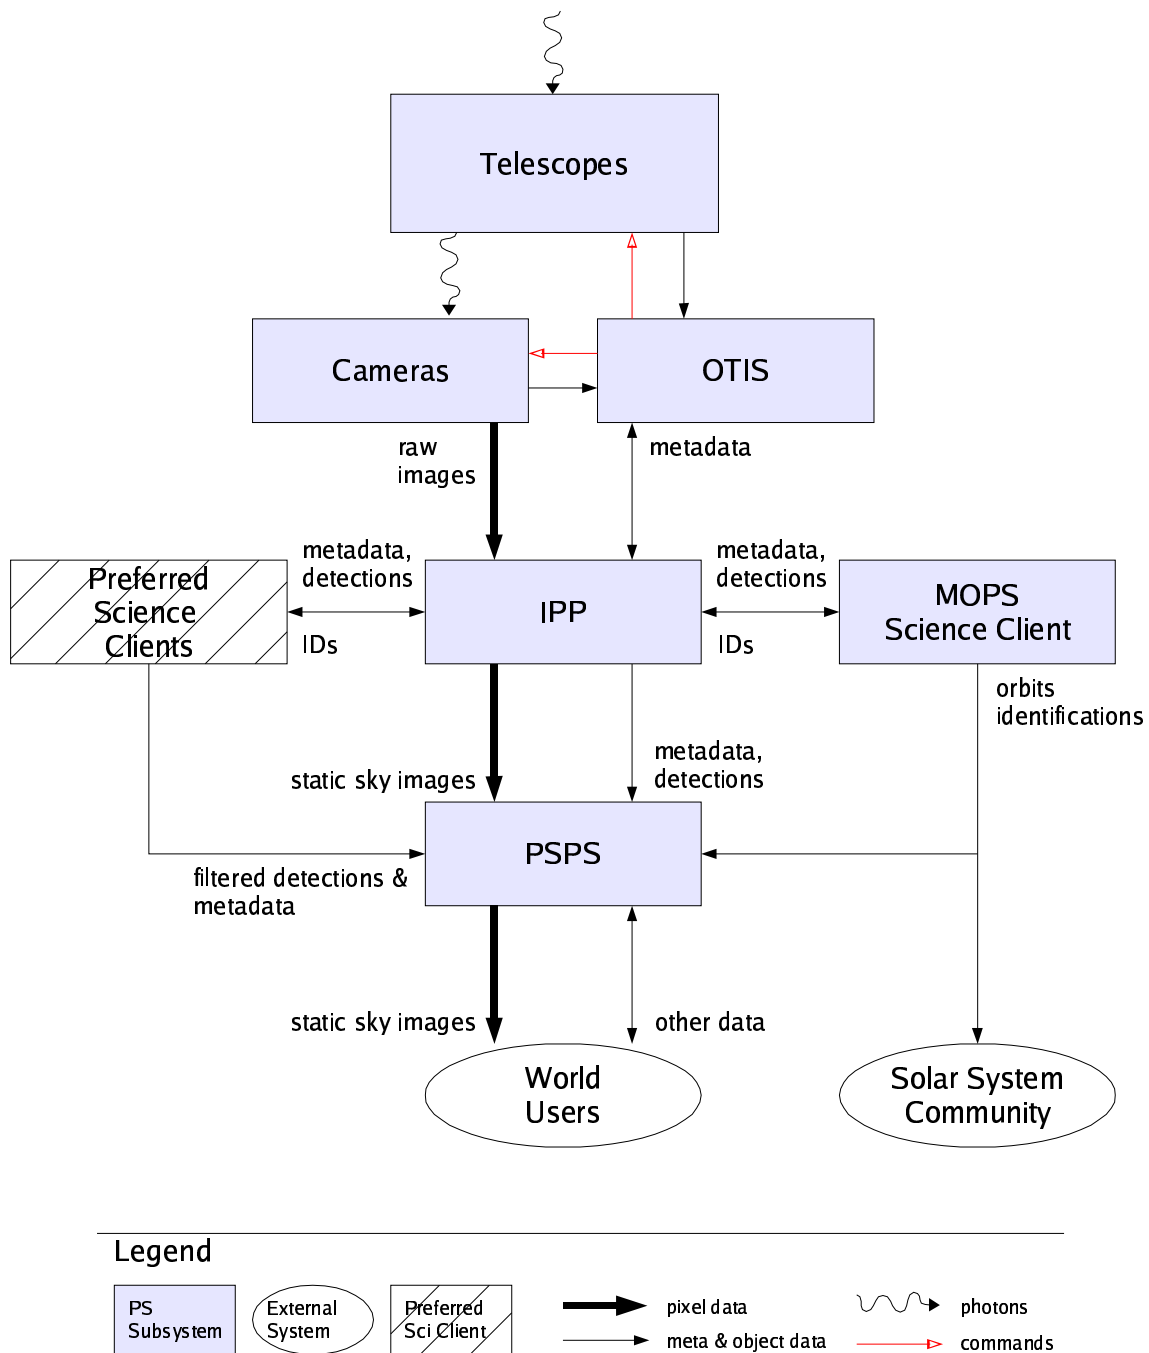 Telescopes
Cameras
OTIS
raw
images
metadata
metadata,
detections
metadata,
detections
Preferred
Science
Clients
IPP
MOPS
Science Client
IDs
IDs
orbits
identifications
metadata,
detections
static sky images
PSPS
filtered detections &
metadata
static sky images
other data
World
Users
Solar System
Community
Legend
PS
Subsystem
External
System
Preferred
Sci Client
pixel data
meta & object data
photons
commands